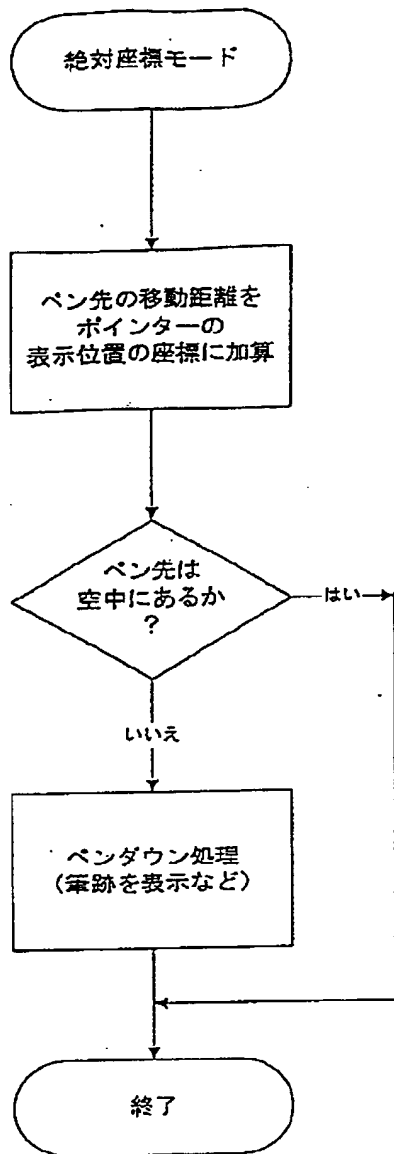 絶対座標モード
ペン先の移動距離を
ポインターの
表示位置の座標に加算
ペン先は
空中にあるか
?
はい
いいえ
ペンダウン処理
(筆跡を表示など)
終了